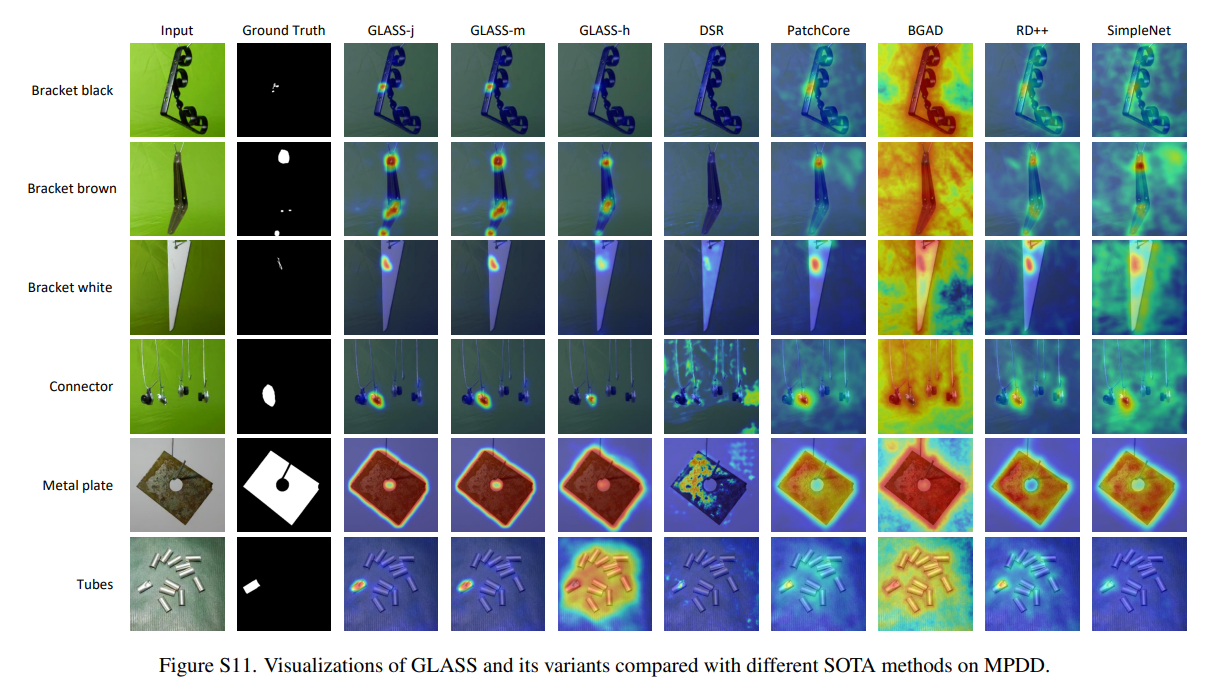 Input Ground Truth GLASS-j GLASS-m GLASS-h DSR PatchCore BGAD RD++ SimpleNet
Bracket black
Bracket brown
Bracket white
Connector
Metal plate
Tubes
Figure S11. Visualizations of GLASS and its variants compared with different SOTA methods on MPDD.